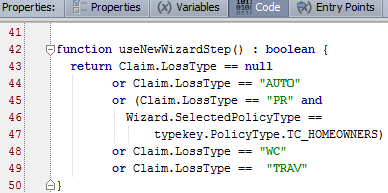 Properties: Properties (X) Variables Code Entry Points
41
42 function useNewWizardStep() : boolean {
43 return Claim.LossType == null
44 or Claim.LossType == "AUTO"
45 or (Claim.LossType == "PR" and
46 Wizard.SelectedPolicyType ==
47 typekey.PolicyType.TC_HOMEOWNERS)
48 or Claim.LossType == "WC"
49 or Claim.LossType == "TRAV"
50 }